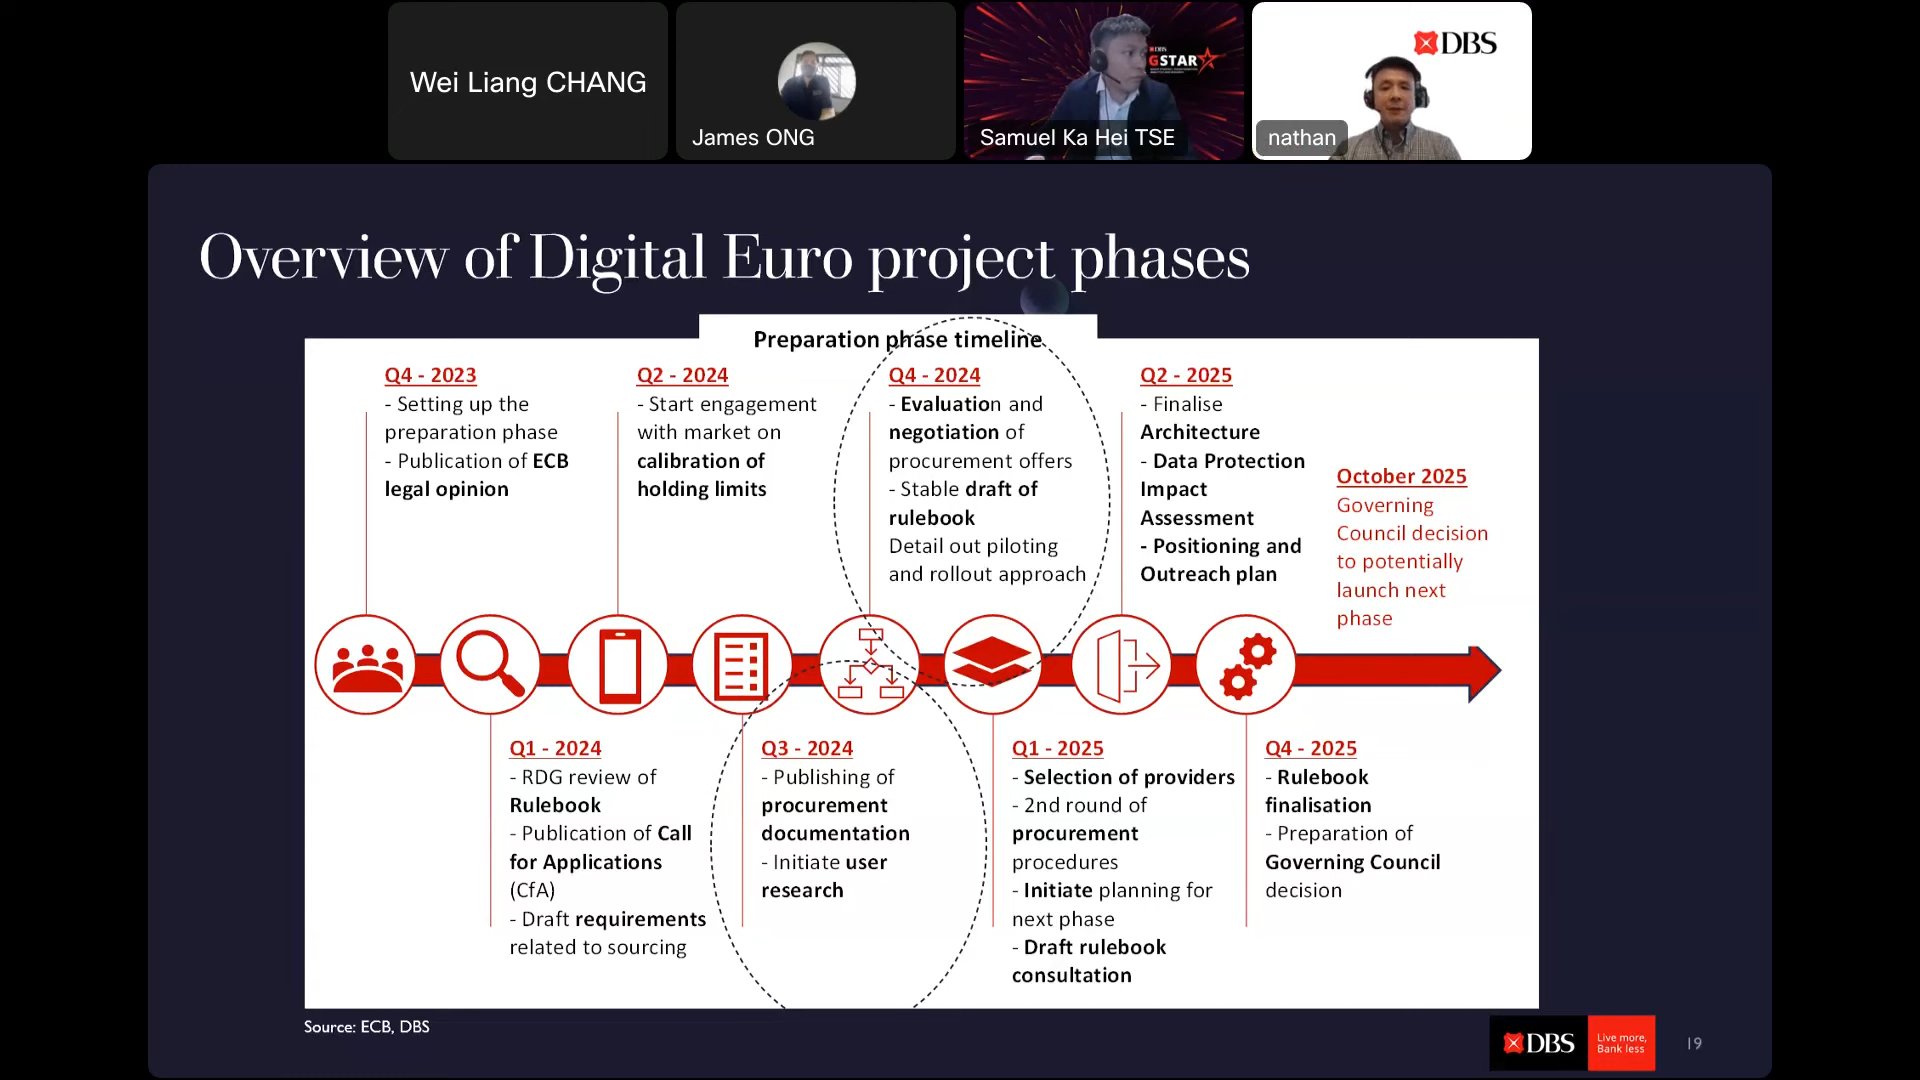 Wei Liang CHANG
James ONG
DBS
GSTAR
Samuel Ka Hei TSE
DBS
nathan
Overview of Digital Euro project phases
Preparation phase timeline
Q4 - 2023
- Setting up the
preparation phase
- Publication of ECB
legal opinion
Q2 - 2024
- Start engagement
with market on
calibration of
holding limits
Q4 - 2024
- Evaluation and
negotiation of
procurement offers
- Stable draft of
rulebook
Detail out piloting
and rollout approach
Q2 - 2025
- Finalise
Architecture
- Data Protection
Impact
Assessment
- Positioning and
Outreach plan
October 2025
Governing
Council decision
to potentially
launch next
phase
Q1 - 2024
- RDG review of
Rulebook
- Publication of Call
for Applications
(CfA)
- Draft requirements
related to sourcing
Q3 - 2024
- Publishing of
procurement
documentation
- Initiate user
research
Q1 - 2025
- Selection of providers
- 2nd round of
procurement
procedures
- Initiate planning for
next phase
- Draft rulebook
consultation
Q4 - 2025
- Rulebook
finalisation
- Preparation of
Governing Council
decision
Source: ECB, DBS
DBS
Live more,
Bank less
19